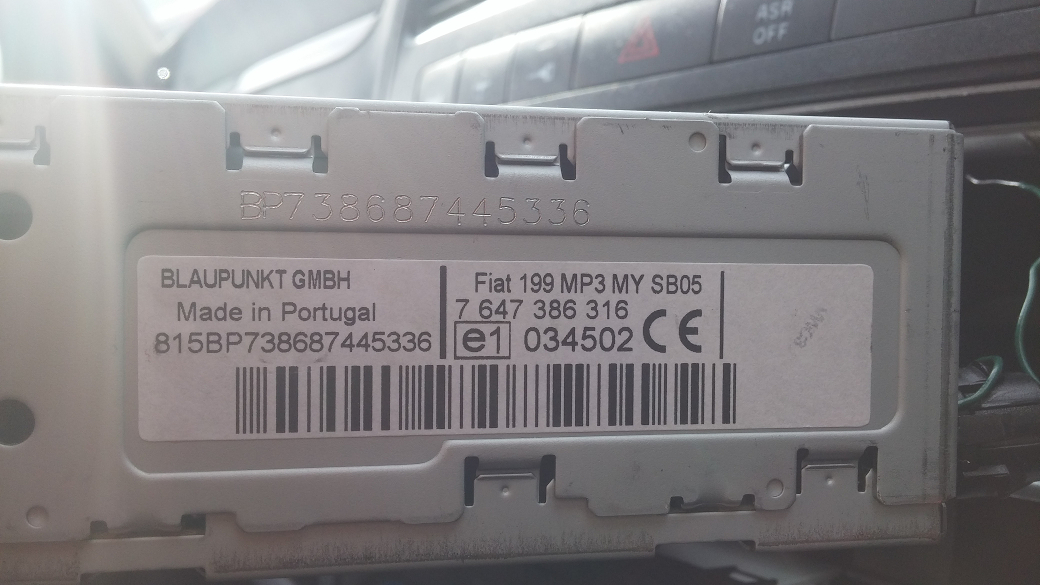 ASR
OFF
BP738687445336
BLAUPUNKT GMBH
Made in Portugal
815BP738687445336
Fiat 199 MP3 MY SB05
7 647 386 316
e1 034502 CE